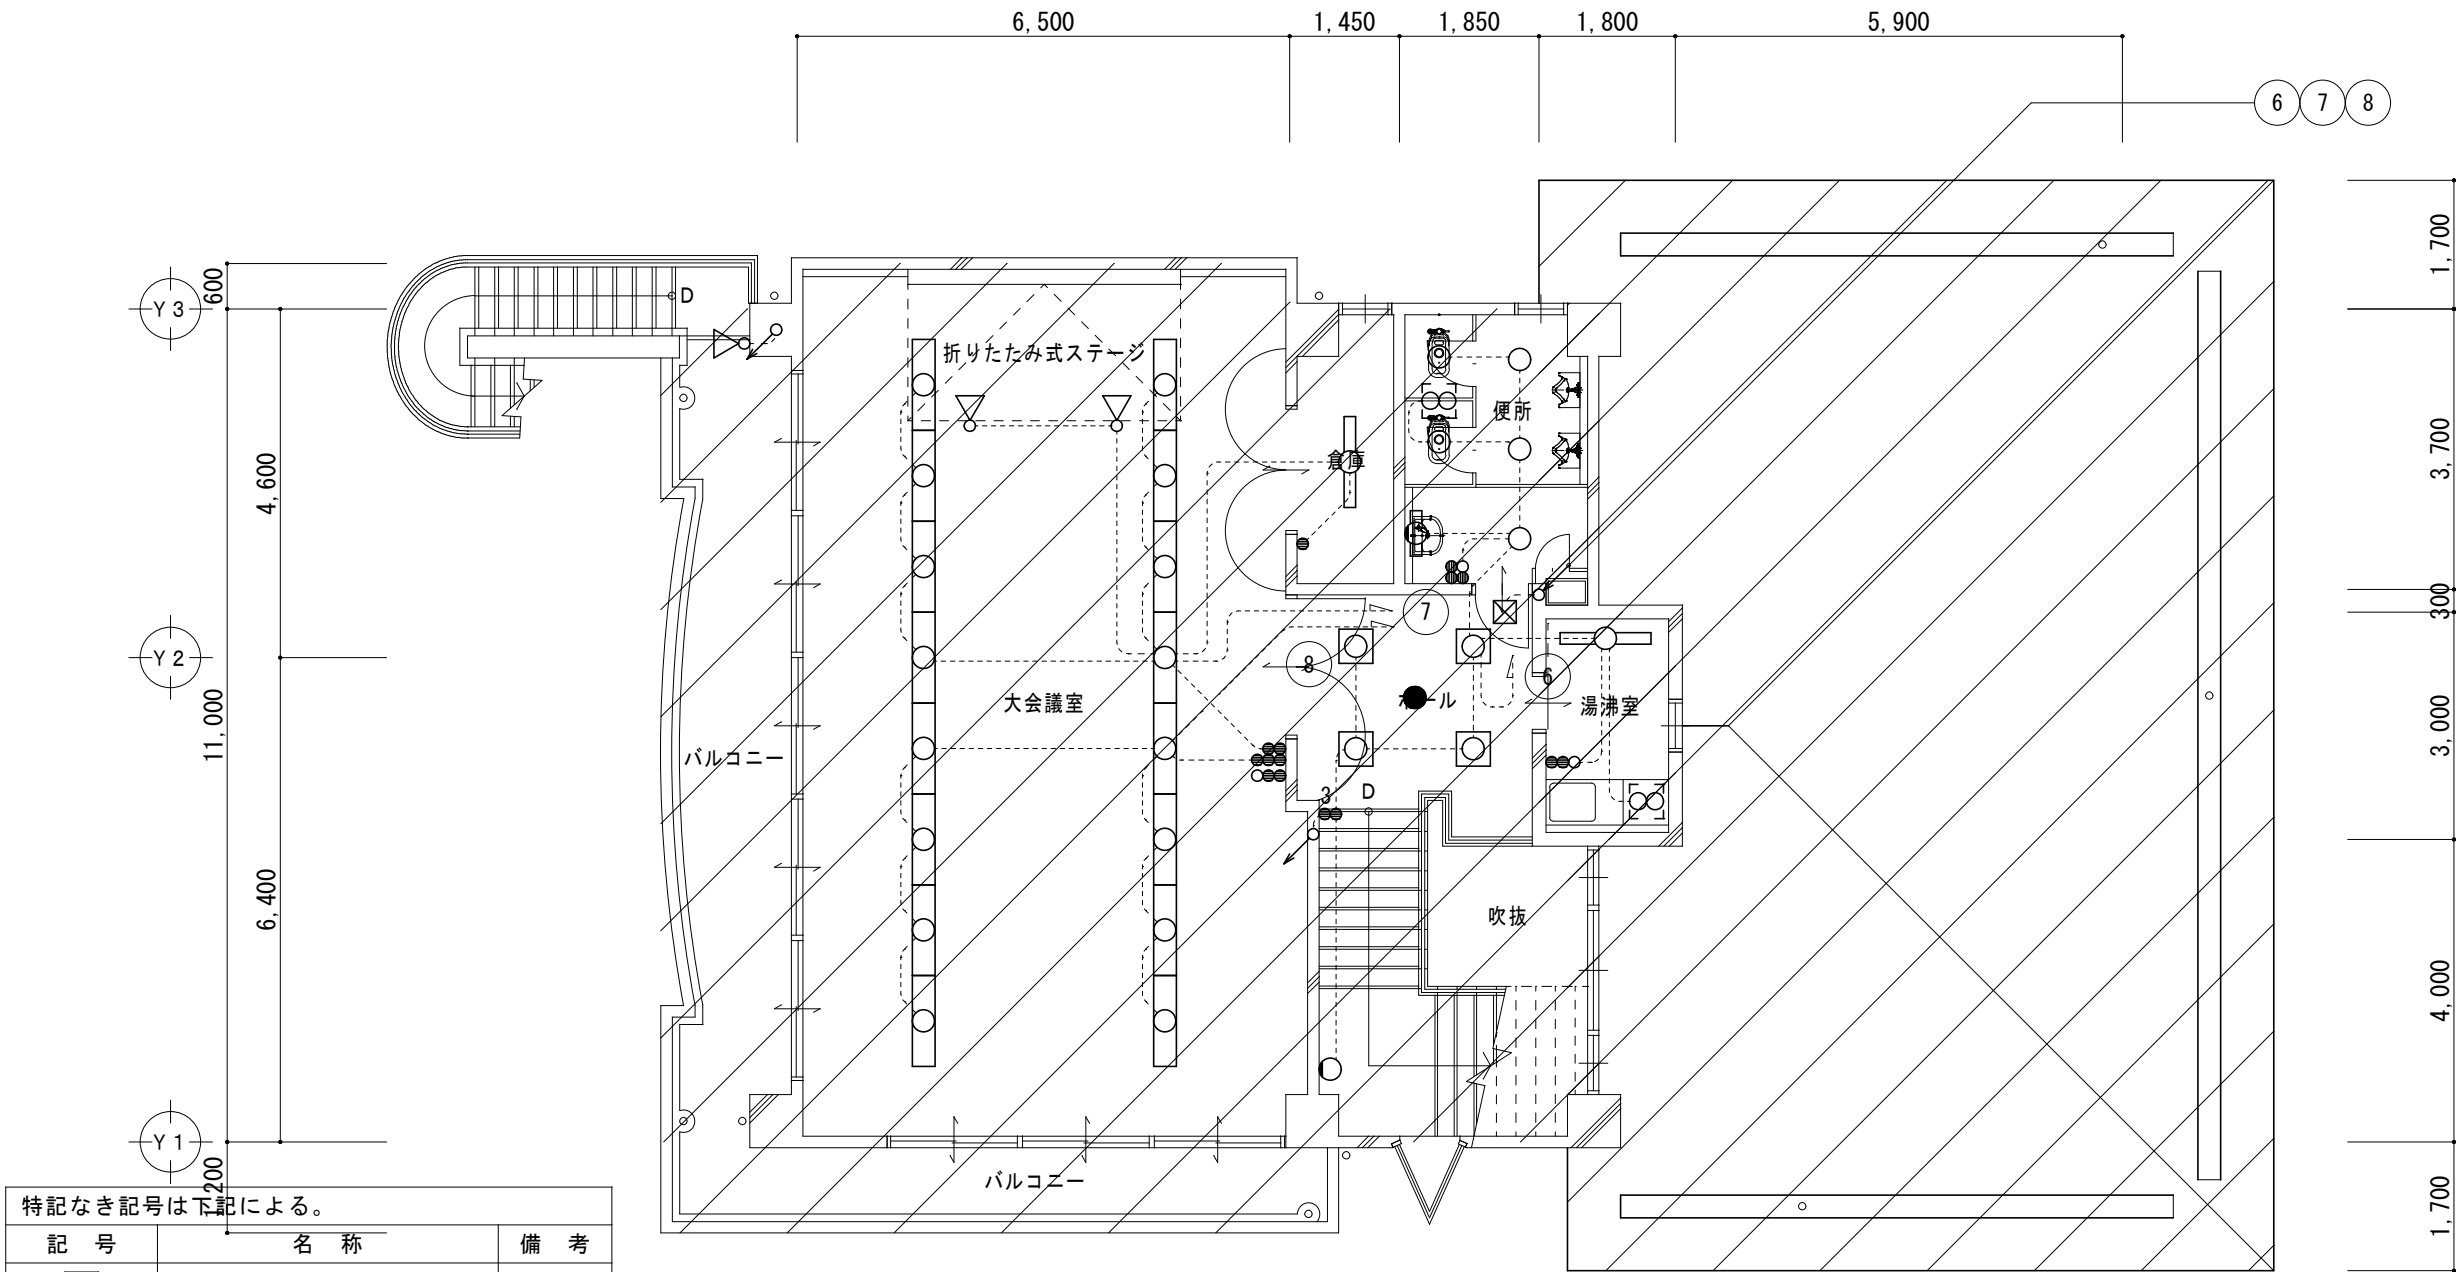 6,500 1,450 1,850 1,800 5,900
6 7 8
1,700
Y3
600
D
折りたたみ式ステージ
便所
倉庫
3,700
4,600
300
7
Y2
8
6
大会議室
ホール
湯沸室
11,000
3,000
バルコニー
3
D
6,400
吹抜
4,000
Y1
バルコニー
1,200
1,700
特記なき記号は下記による。
記 号 名 称 備 考